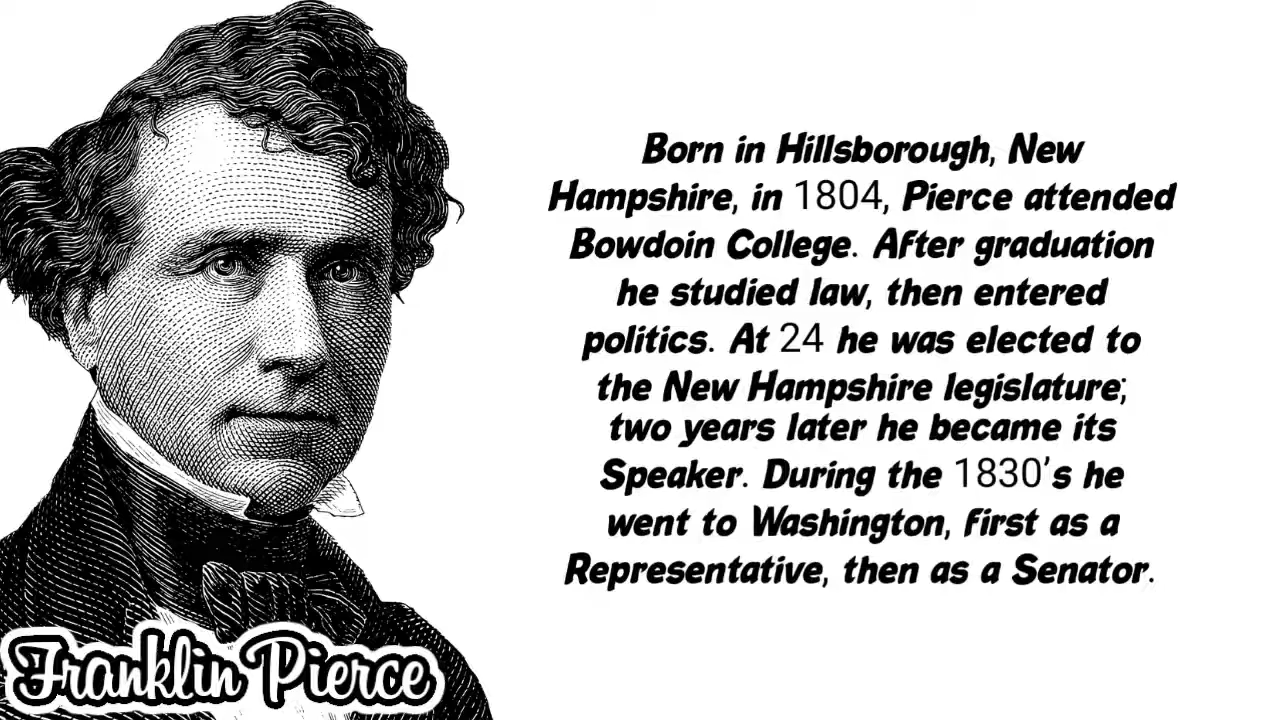 Born in Hillsborough, New
Hampshire, in 1804, Pierce attended
Bowdoin College. After graduation
he studied law, then entered
politics. At 24 he was elected to
the New Hampshire legislature;
two years later he became its
Speaker. During the 1830's he
went to Washington, first as a
Representative, then as a Senator.
Franklin Pierce